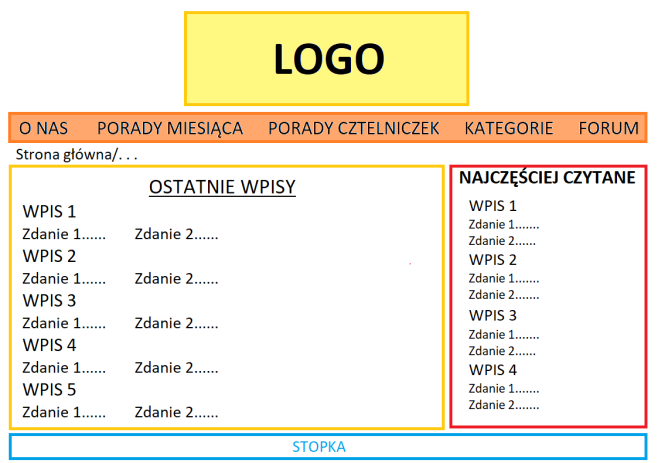 LOGO
O NAS PORADY MIESIĄCA PORADY CZTELNICZEK KATEGORIE FORUM
Strona główna/. . .
OSTATNIE WPISY
WPIS 1
Zdanie 1...... Zdanie 2......
WPIS 2
Zdanie 1...... Zdanie 2......
WPIS 3
Zdanie 1...... Zdanie 2......
WPIS 4
Zdanie 1...... Zdanie 2......
WPIS 5
Zdanie 1...... Zdanie 2......
NAJCZĘŚCIEJ CZYTANE
WPIS 1
Zdanie 1.......
Zdanie 2......
WPIS 2
Zdanie 1.......
Zdanie 2.......
WPIS 3
Zdanie 1.......
Zdanie 2......
WPIS 4
Zdanie 1.......
Zdanie 2.......
STOPKA